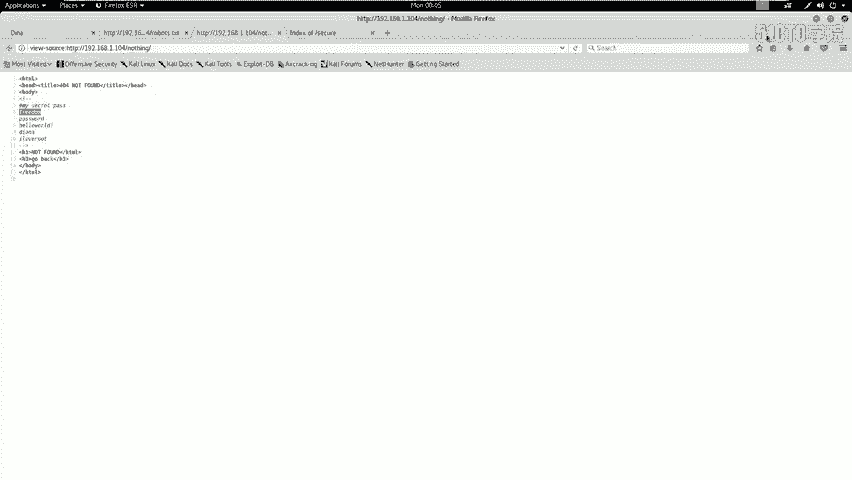 Applications Places Firefox ESR Mon 00:05
http://192.168.1.104/nothing/ - Mozilla Firefox
Dina http://192.16...4/robots.txt http://192.168.1.104/not... Index of /secure
view-source:http://192.168.1.104/nothing/ Search
Most Visited Offensive Security Kali Linux Kali Docs Kali Tools Exploit-DB Aircrack-ng Kali Forums NetHunter Getting Started
<html>
<head><title>404 NOT FOUND</title></head>
<body>
<!--
#my secret pass
freedom
password
helloworld!
diana
iloveroot
-->
<h1>NOT FOUND</html>
<h3>go back</h3>
</body>
</html>